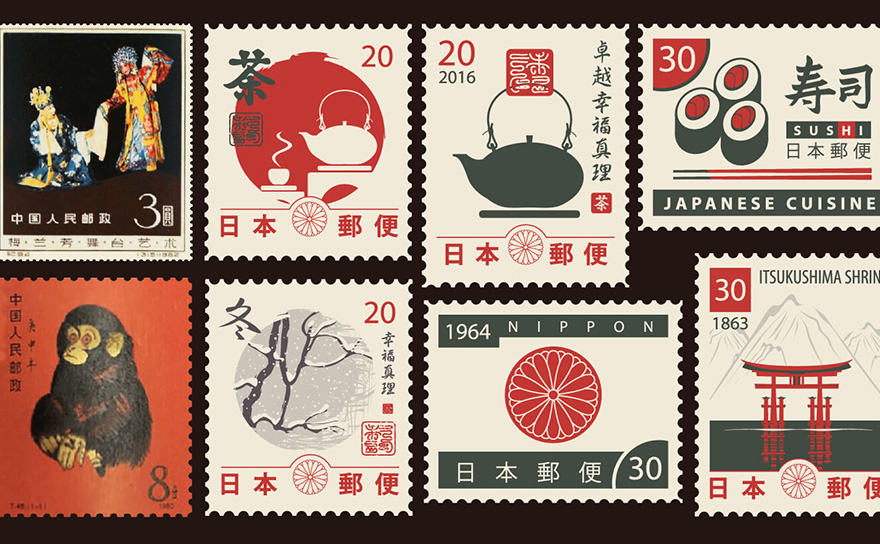 中国人民邮政
3分
梅·兰·芳·舞·台·艺·术
茶
20
日本郵便
20
2016
卓越幸福真理
茶
日本郵便
30
寿司
SUSHI
日本郵便
JAPANESE CUISINE
中国人民邮政
庚申年
8分
T.46.(1-1)
1980
冬
20
幸福真理
日本郵便
1964
NIPPON
日本郵便
30
30
ITSUKUSHIMA SHRIN
1863
日本郵